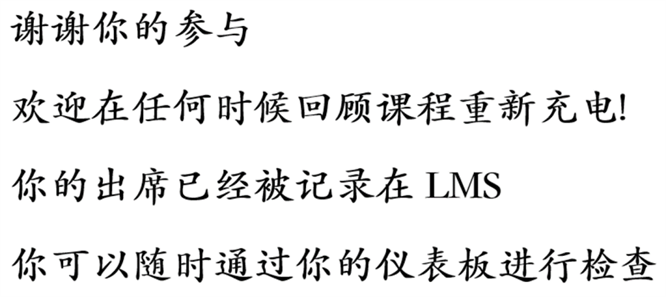 谢谢你的参与
欢迎在任何时候回顾课程重新充电!
你的出席已经被记录在 LMS
你可以随时通过你的仪表板进行检查